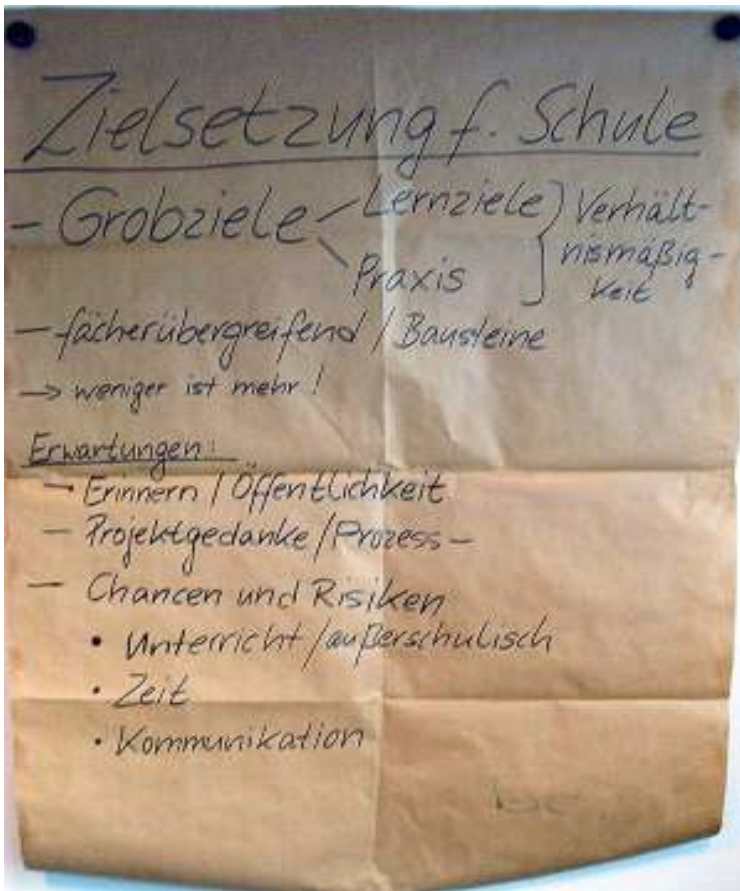 Zielsetzung f. Schule
- Grobziele
Lernziele
Praxis
Verhält-
nismäßig-
keit
- fächerübergreifend / Bausteine
→ weniger ist mehr!
Erwartungen:
- Erinnern / Öffentlichkeit
- Projektgedanke / Prozess -
- Chancen und Risiken
• Unterricht / außerschulisch
• Zeit
• Kommunikation